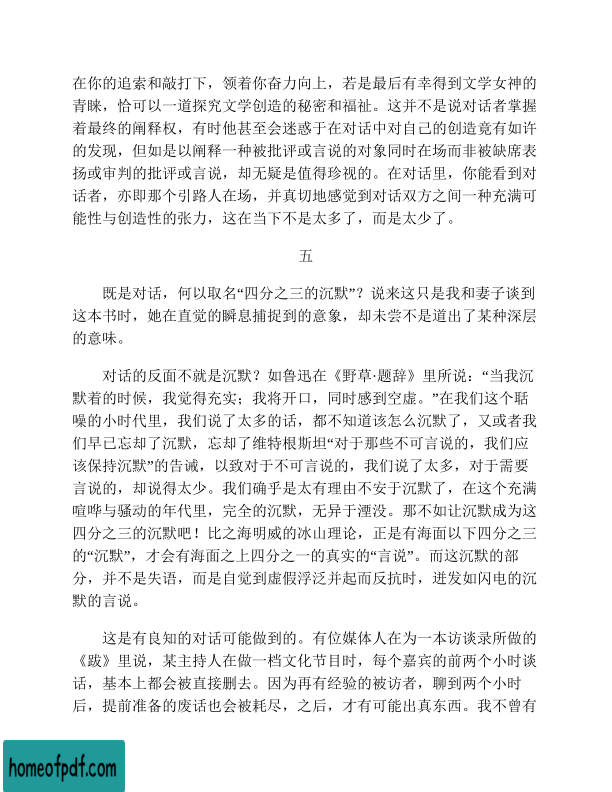 在你的追索和敲打下，领着你奋力向上，若是最后有幸得到文学女神的
青睐，恰可以一道探究文学创造的秘密和福祉。这并不是说对话者掌握
着最终的阐释权，有时他甚至会迷惑于在对话中对自己的创造竟有如许
的发现，但如是以阐释一种被批评或言说的对象同时在场而非被缺席表
扬或审判的批评或言说，却无疑是值得珍视的。在对话里，你能看到对
话者，亦即那个引路人在场，并真切地感觉到对话双方之间一种充满可
能性与创造性的张力，这在当下不是太多了，而是太少了。
五
既是对话，何以取名“四分之三的沉默”？说来这只是我和妻子谈到
这本书时，她在直觉的瞬息捕捉到的意象，却未尝不是道出了某种深层
的意味。
对话的反面不就是沉默？如鲁迅在《野草·题辞》里所说：“当我沉
默着的时候，我觉得充实；我将开口，同时感到空虚。”在我们这个聒
噪的小时代里，我们说了太多的话，都不知道该怎么沉默了，又或者我
们早已忘却了沉默，忘却了维特根斯坦“对于那些不可言说的，我们应
该保持沉默”的告诫，以致对于不可言说的，我们说了太多，对于需要
言说的，却说得太少。我们确乎是太有理由不安于沉默了，在这个充满
喧哗与骚动的年代里，完全的沉默，无异于湮没。那不如让沉默成为这
四分之三的沉默吧！比之海明威的冰山理论，正是有海面以下四分之三
的“沉默”，才会有海面之上四分之一的真实的“言说”。而这沉默的部
分，并不是失语，而是自觉到虚假浮泛并起而反抗时，迸发如闪电的沉
默的言说。
这是有良知的对话可能做到的。有位媒体人在为一本访谈录所做的
《跋》里说，某主持人在做一档文化节目时，每个嘉宾的前两个小时谈
话，基本上都会被直接删去。因为再有经验的被访者，聊到两个小时
后，提前准备的废话也会被耗尽，之后，才有可能出真东西。我不曾有
homeofpdf.com